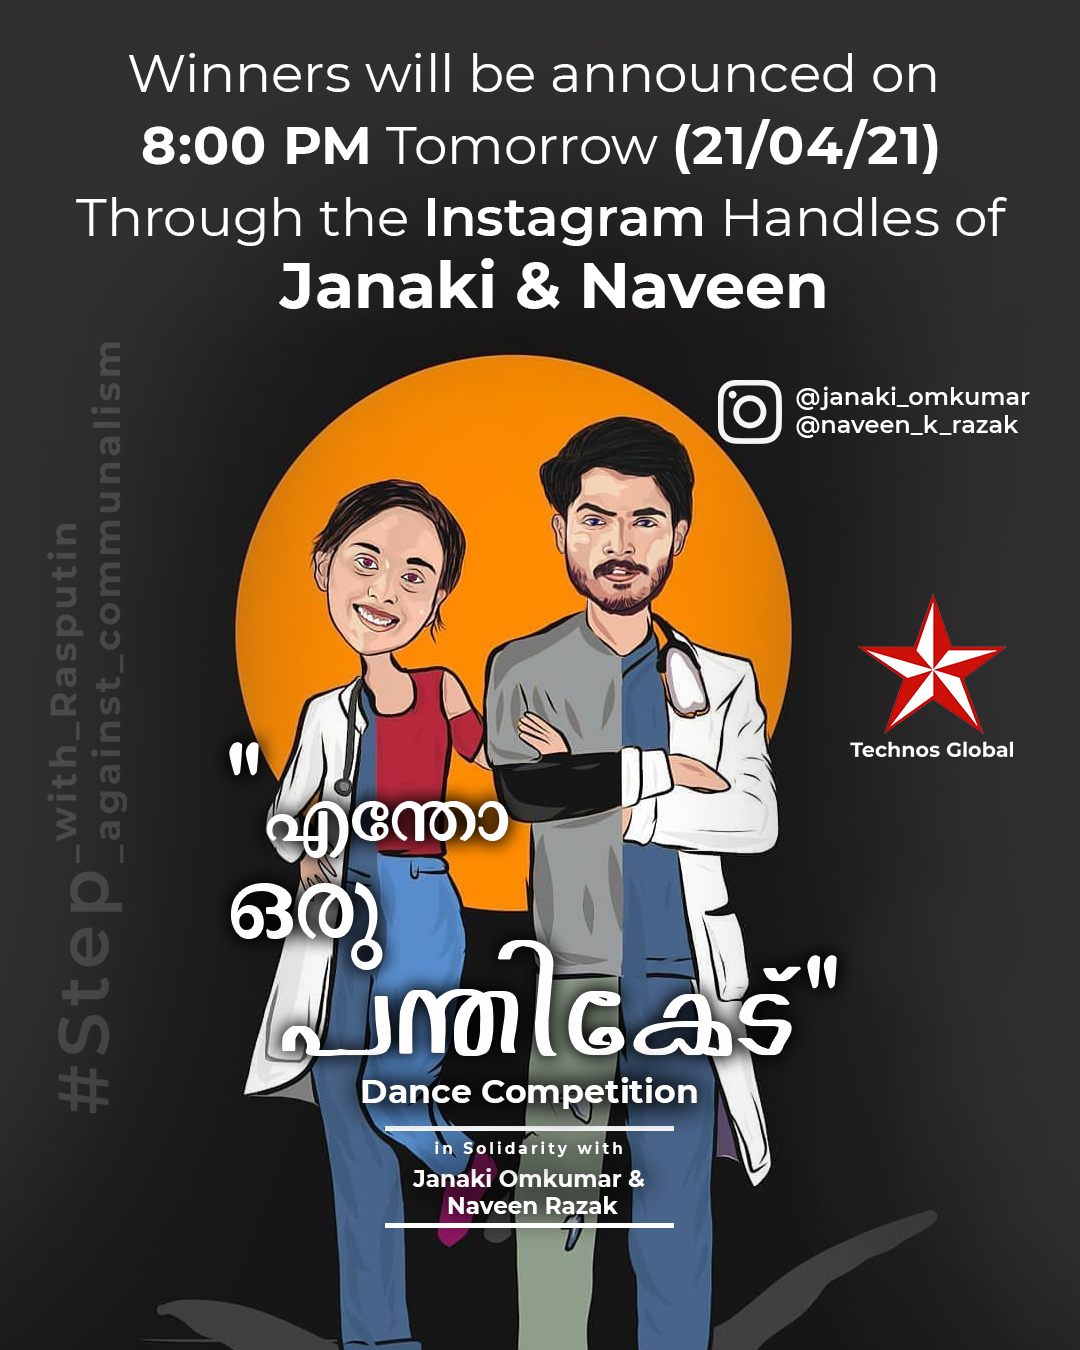 Winners will be announced on
8:00 PM Tomorrow (21/04/21)
Through the Instagram Handles of
Janaki & Naveen
@janaki_omkumar
@naveen_k_razak
#Step_with_Rasputin
_against_communalism
Technos Global
"എന്തോ
ഒരു
പന്തികേട്"
Dance Competition
in Solidarity with
Janaki Omkumar &
Naveen Razak